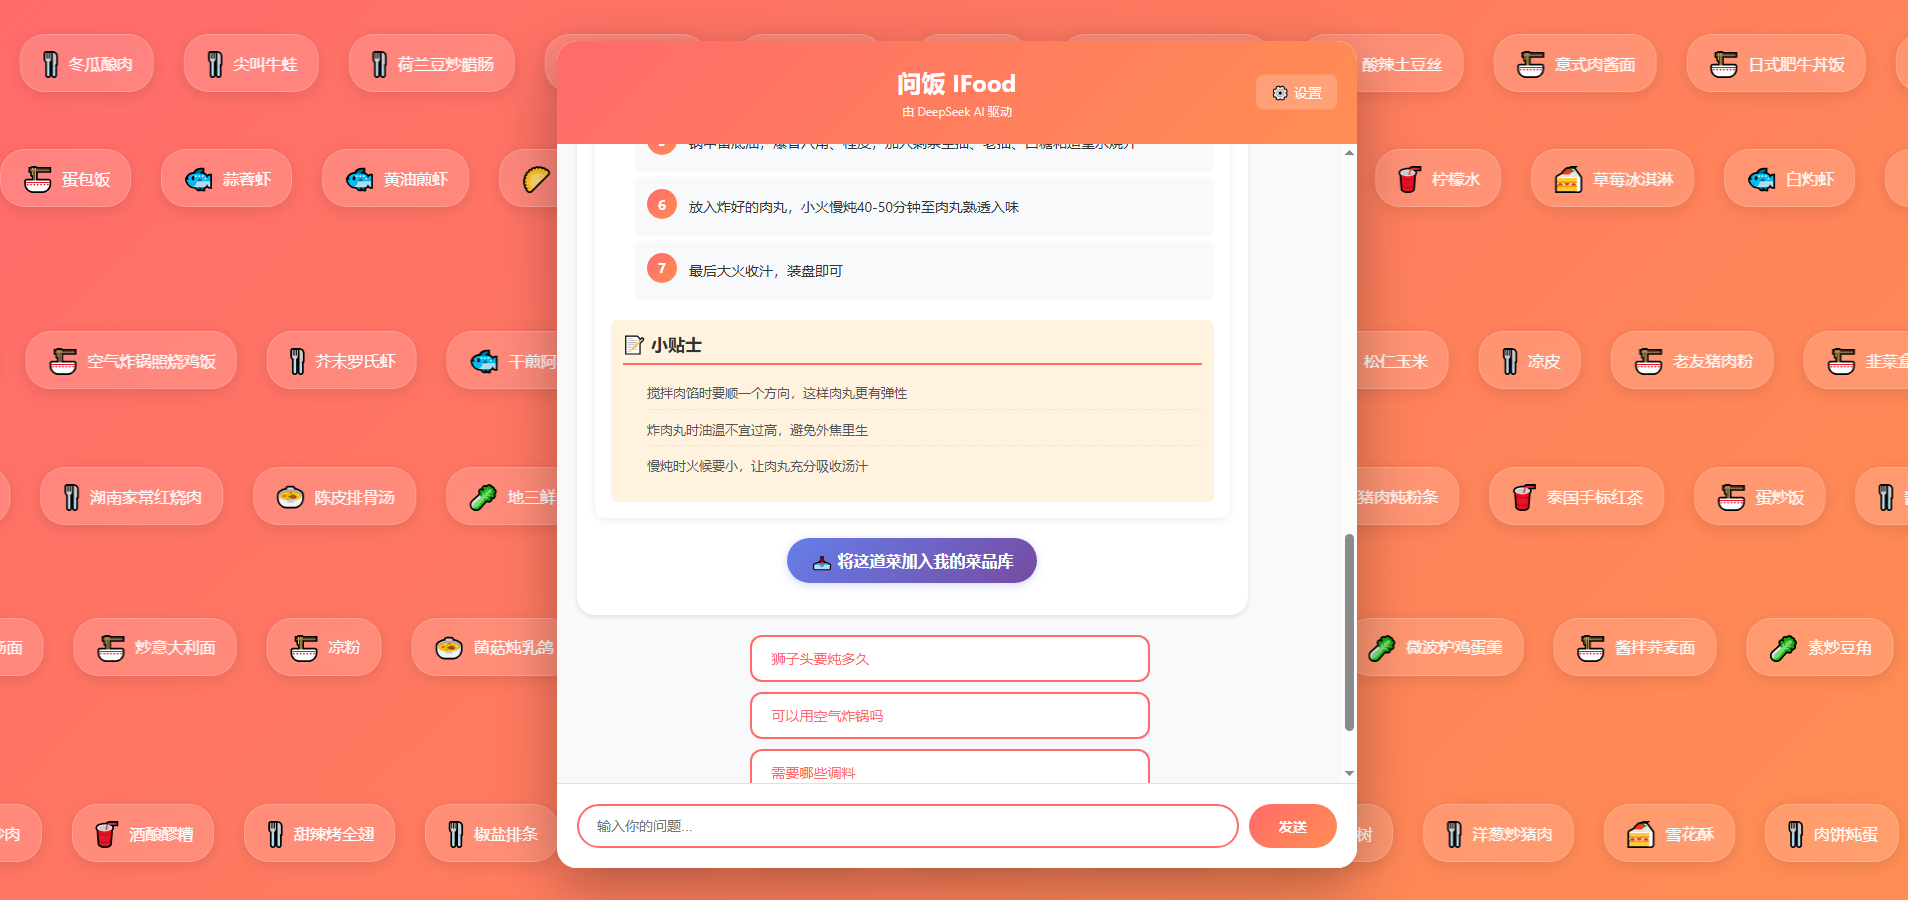 冬瓜酿肉
尖叫牛蛙
荷兰豆炒腊肠
酸辣土豆丝
意式肉酱面
日式肥牛丼饭
问饭 IFood
由 DeepSeek AI 驱动
设置
蛋包饭
蒜蓉虾
黄油煎虾
柠檬水
草莓冰淇淋
白灼虾
6
放入炸好的肉丸，小火慢炖40-50分钟至肉丸熟透入味
7
最后大火收汁，装盘即可
空气炸锅照烧鸡饭
芥末罗氏虾
干煎阿
松仁玉米
凉皮
老友猪肉粉
韭菜盒
小贴士
搅拌肉馅时要顺一个方向，这样肉丸更有弹性
炸肉丸时油温不宜过高，避免外焦里生
慢炖时火候要小，让肉丸充分吸收汤汁
湖南家常红烧肉
陈皮排骨汤
地三鲜
猪肉炖粉条
泰国手标红茶
蛋炒饭
将这道菜加入我的菜品库
汤面
炒意大利面
凉粉
菌菇炖乳鸽
微波炉鸡蛋羹
酱拌荞麦面
素炒豆角
狮子头要炖多久
可以用空气炸锅吗
需要哪些调料
输入你的问题...
发送
肉
酒酿醪糟
甜辣烤全翅
椒盐排条
树
洋葱炒猪肉
雪花酥
肉饼炖蛋